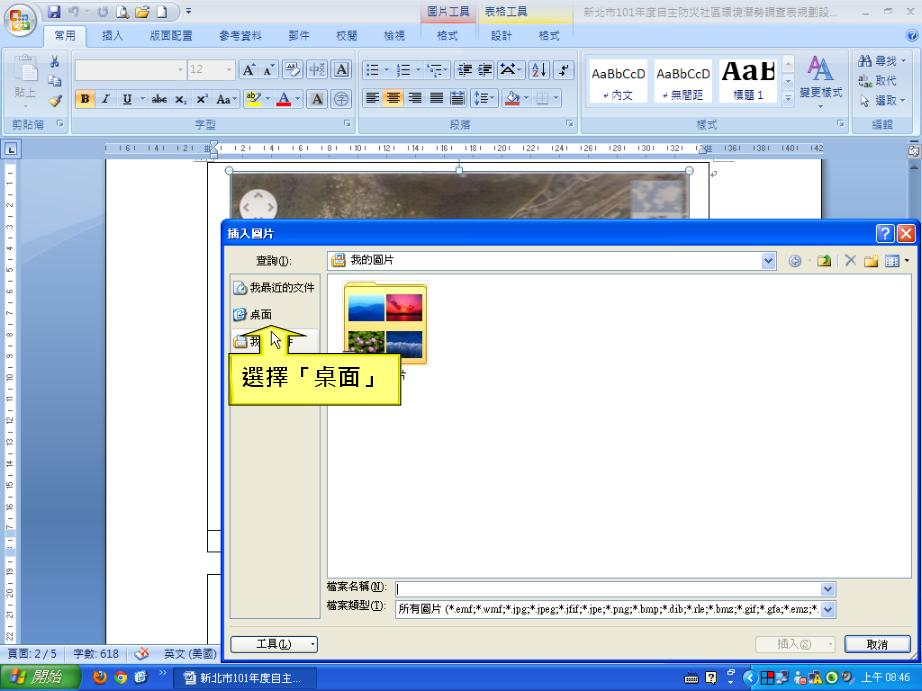 圖片工具 表格工具 新北市101年度自主防災社區環境潛勢調查表規劃設...
常用 插入 版面配置 參考資料 郵件 校閱 檢視 格式 設計 格式
貼上
12
B I U abc x₂ x² Aa
AaBbCcD AaBbCcD AaB
內文 無間距 標題 1
變更樣式
尋找
取代
選取
剪貼簿 字型 段落 樣式 編輯
插入圖片
查詢(I): 我的圖片
我最近的文件
桌面
我
選擇「桌面」
片
檔案名稱(N):
檔案類型(T): 所有圖片 (*.emf;*.wmf;*.jpg;*.jpeg;*.jfif;*.jpe;*.png;*.bmp;*.dib;*.rle;*.bmz;*.gif;*.gfa;*.emz;*.
工具(L) 插入(S) 取消
頁面: 2 / 5 字數: 618 英文 (美國)
開始 新北市101年度自主... 上午 08:46